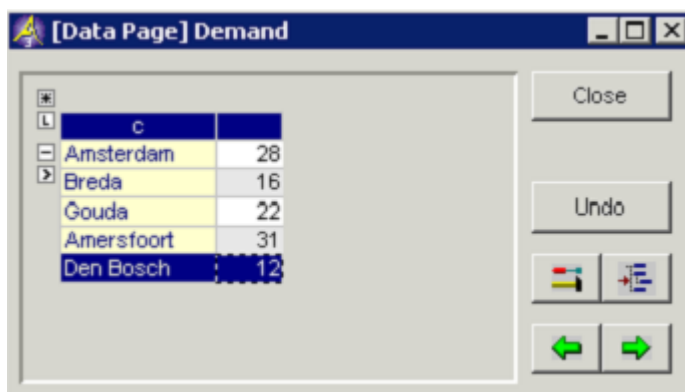 [Data Page] Demand
Close
c
Amsterdam 28
Breda 16
Gouda 22
Undo
Amersfoort 31
Den Bosch 12